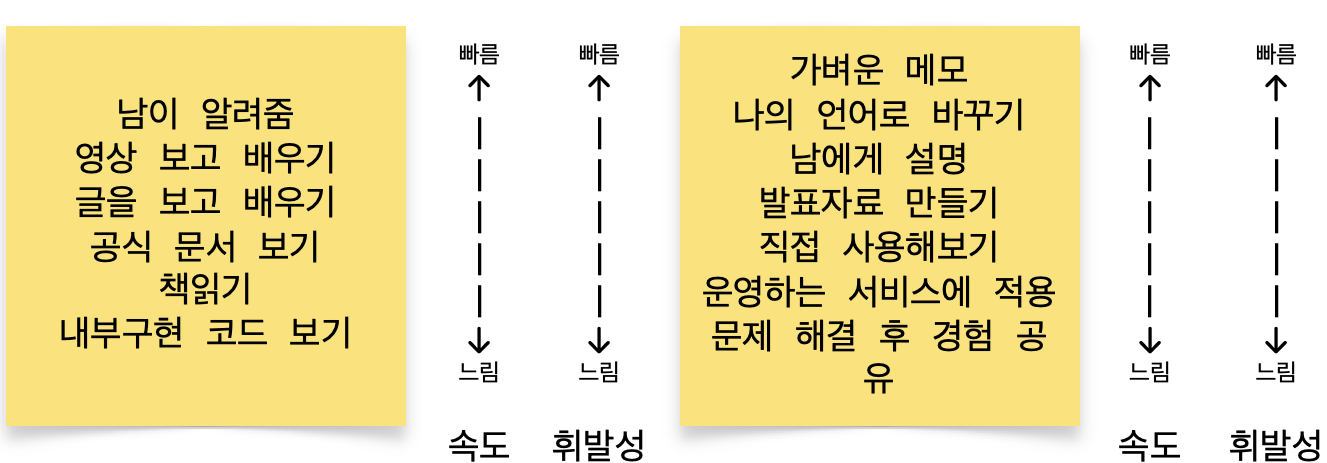 남이 알려줌
영상 보고 배우기
글을 보고 배우기
공식 문서 보기
책읽기
내부구현 코드 보기
빠름
느림
속도
빠름
느림
휘발성
가벼운 메모
나의 언어로 바꾸기
남에게 설명
발표자료 만들기
직접 사용해보기
운영하는 서비스에 적용
문제 해결 후 경험 공
유
빠름
느림
속도
빠름
느림
휘발성